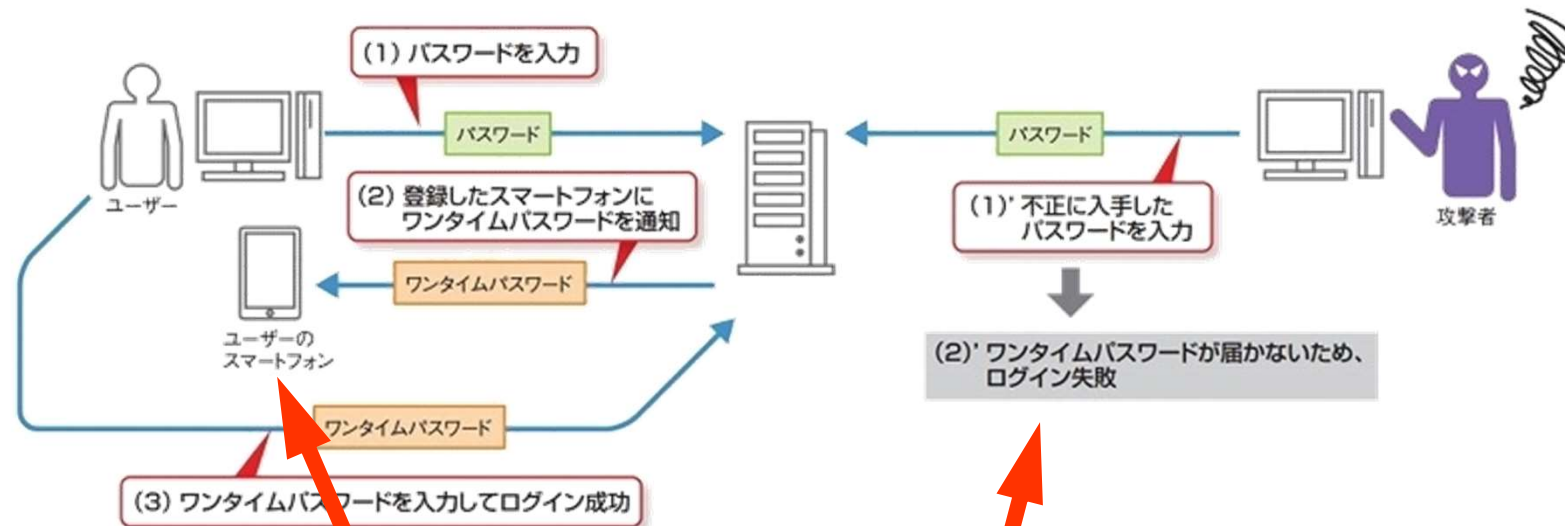 (1) パスワードを入力
パスワード
パスワード
ユーザー
(2) 登録したスマートフォンに
ワンタイムパスワードを通知
(1)' 不正に入手した
パスワードを入力
攻撃者
ワンタイムパスワード
ユーザーの
スマートフォン
(2)' ワンタイムパスワードが届かないため、
ログイン失敗
ワンタイムパスワード
(3) ワンタイムパスワードを入力してログイン成功